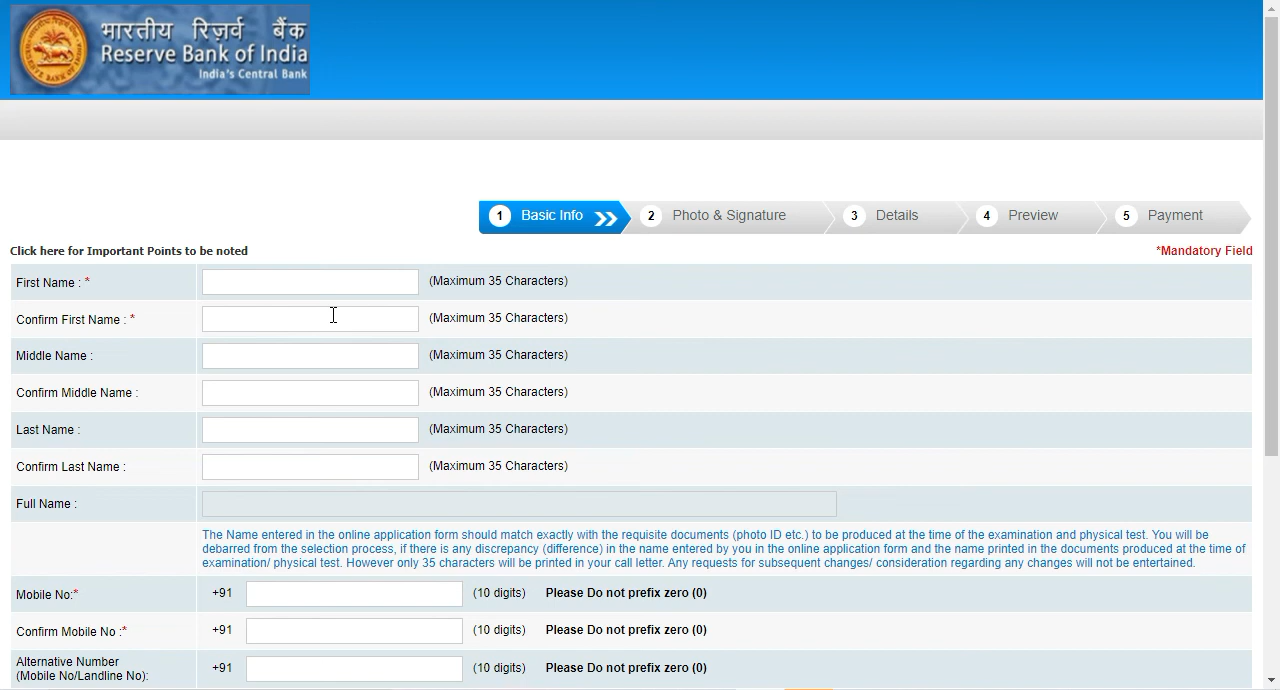 भारतीय रिज़र्व बैंक
Reserve Bank of India
India's Central Bank
1 Basic Info 2 Photo & Signature 3 Details 4 Preview 5 Payment
Click here for Important Points to be noted *Mandatory Field
First Name : * (Maximum 35 Characters)
Confirm First Name : * (Maximum 35 Characters)
Middle Name : (Maximum 35 Characters)
Confirm Middle Name : (Maximum 35 Characters)
Last Name : (Maximum 35 Characters)
Confirm Last Name : (Maximum 35 Characters)
Full Name :
The Name entered in the online application form should match exactly with the requisite documents (photo ID etc.) to be produced at the time of the examination and physical test. You will be
debarred from the selection process, if there is any discrepancy (difference) in the name entered by you in the online application form and the name printed in the documents produced at the time of
examination/ physical test. However only 35 characters will be printed in your call letter. Any requests for subsequent changes/ consideration regarding any changes will not be entertained.
Mobile No:* +91 (10 digits) Please Do not prefix zero (0)
Confirm Mobile No :* +91 (10 digits) Please Do not prefix zero (0)
Alternative Number
(Mobile No/Landline No): +91 (10 digits) Please Do not prefix zero (0)